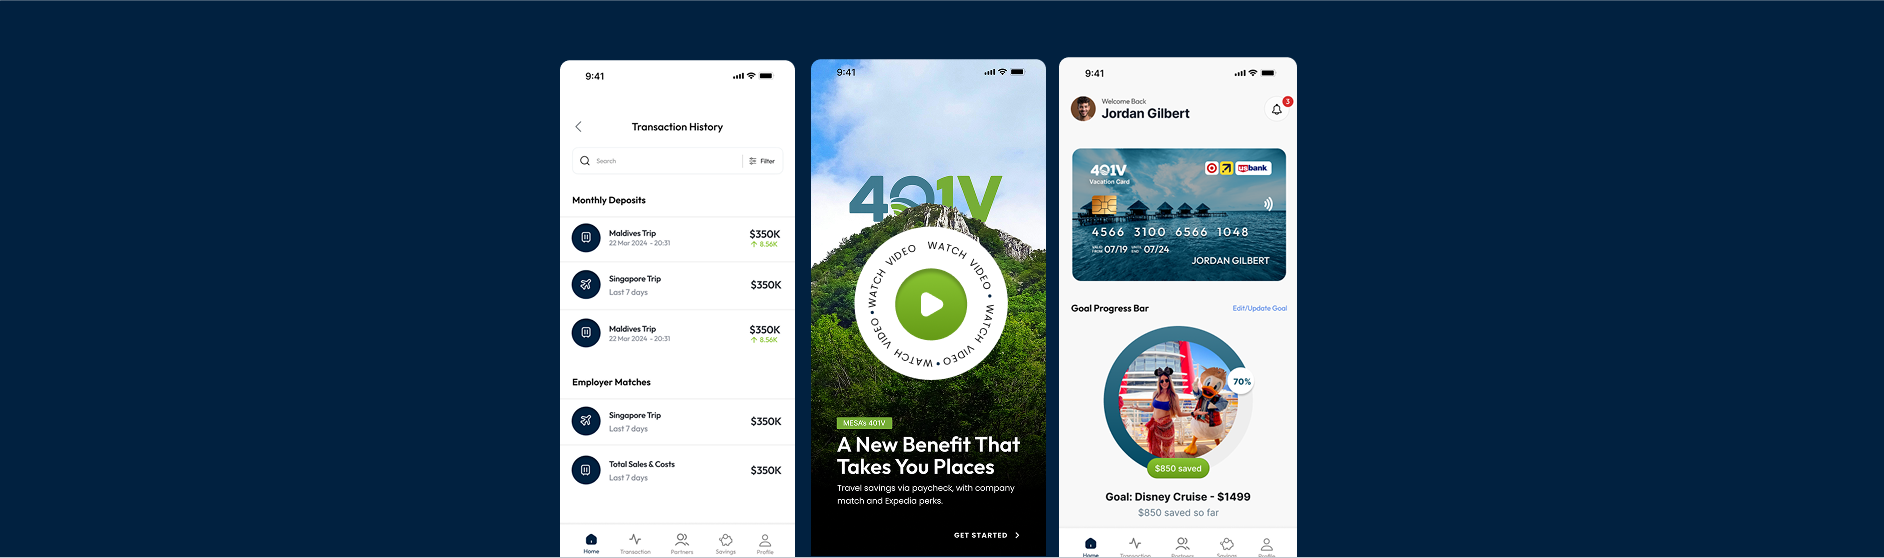 9:41
Transaction History
Search
Filter
Monthly Deposits
Maldives Trip
$350K
22 Mar 2024 - 20:31
8.56K
Singapore Trip
$350K
Last 7 days
Maldives Trip
$350K
22 Mar 2024 - 20:31
8.56K
Employer Matches
Singapore Trip
$350K
Last 7 days
Total Sales & Costs
$350K
Last 7 days
Home
Transaction
Partners
Savings
Profile
9:41
401V
WATCH VIDEO • WATCH VIDEO • WATCH VIDEO • WATCH VIDEO
MESA's 401V
A New Benefit That
Takes You Places
Travel savings via paycheck, with company
match and Expedia perks.
GET STARTED
9:41
Welcome Back
Jordan Gilbert
3
401V
Vacation Card
usbank
4566 3100 6566 1048
VALID FROM 07/19 07/24
JORDAN GILBERT
Goal Progress Bar
Edit/Update Goal
70%
$850 saved
Goal: Disney Cruise - $1499
$850 saved so far
Home
Transaction
Partners
Savings
Profile